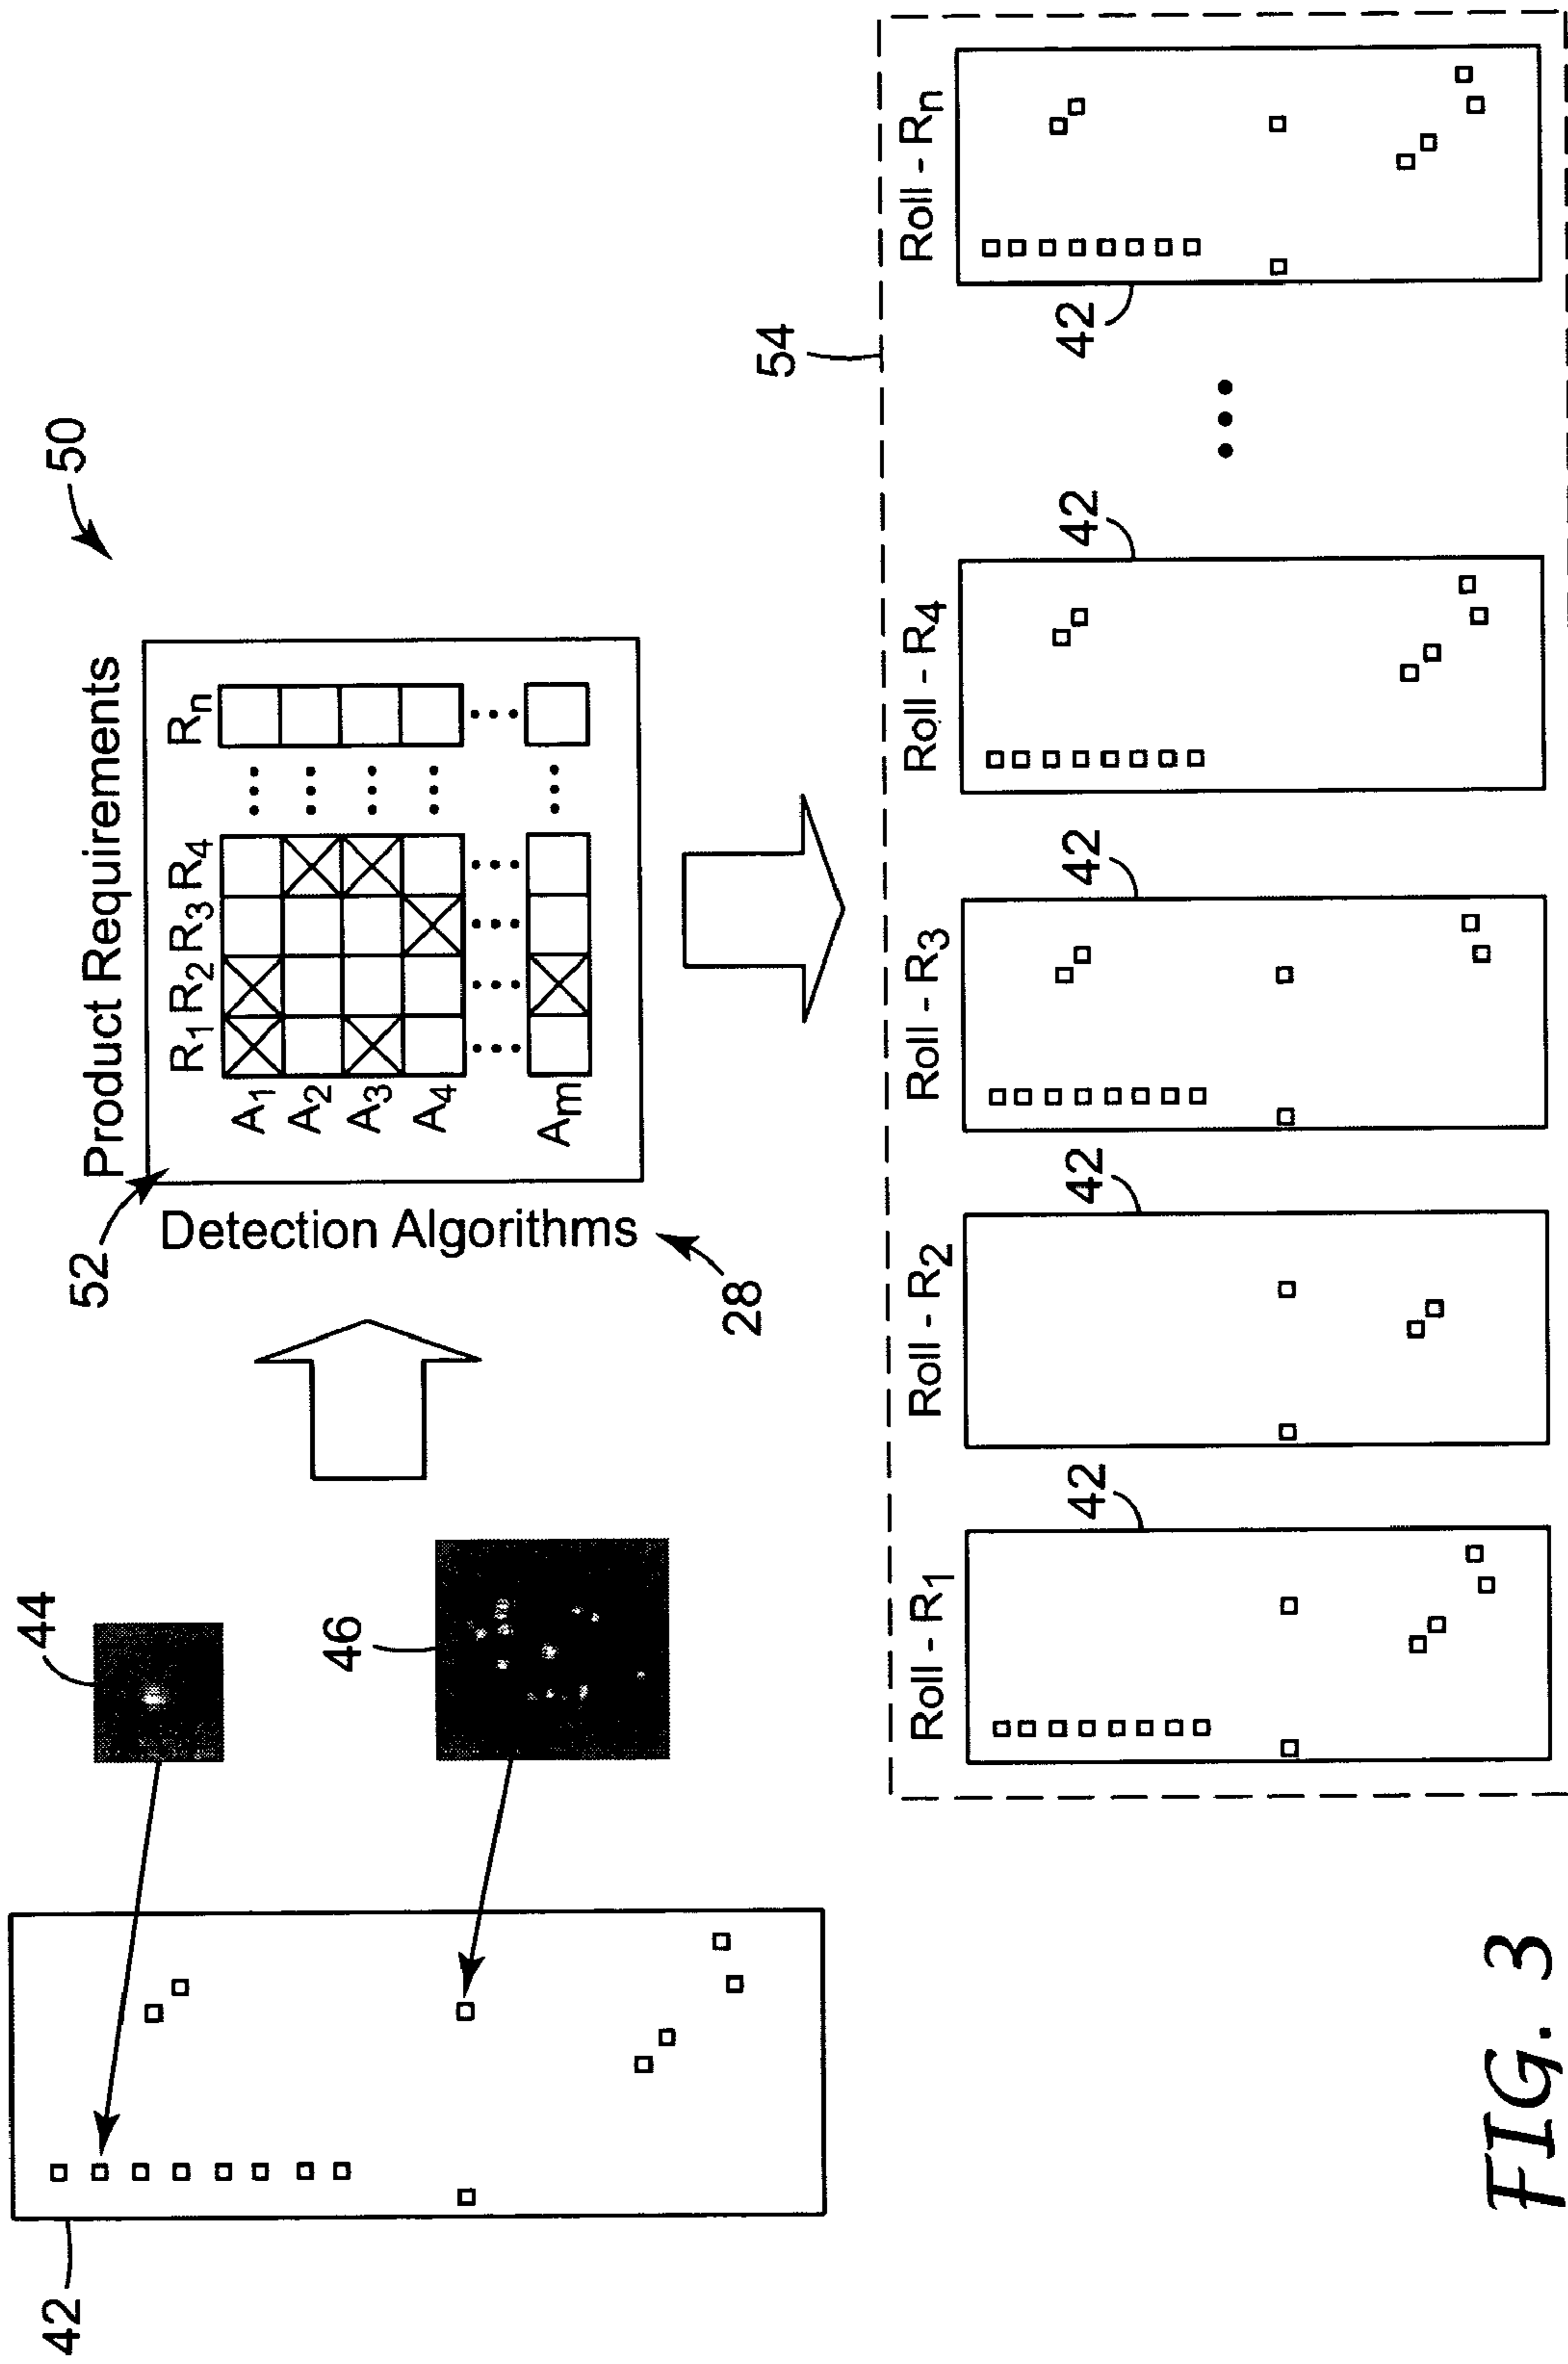 50
42
44
46
52
Product Requirements
R1 R2 R3 R4 Rn
A1
A2
A3
A4
Am
Detection Algorithms
28
54
Roll - R1
42
Roll - R2
42
Roll - R3
42
Roll - R4
42
Roll - Rn
42
FIG. 3